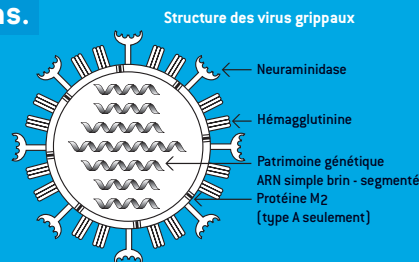 ns.
Structure des virus grippaux
Neuraminidase
Hémagglutinine
Patrimoine génétique
ARN simple brin - segmenté
Protéine M2
(type A seulement)